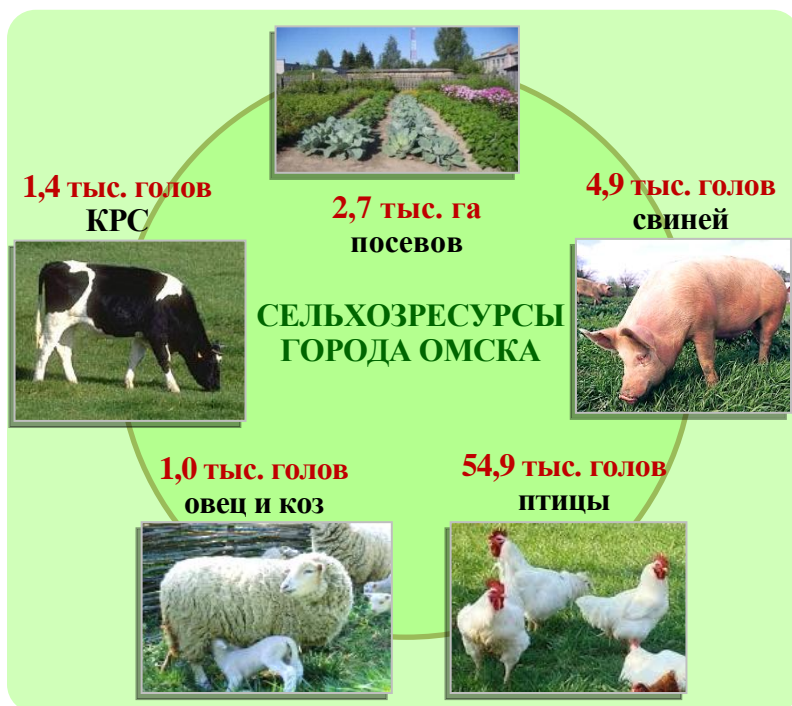 2,7 тыс. га
посевов
1,4 тыс. голов
КРС
4,9 тыс. голов
свиней
СЕЛЬХОЗРЕСУРСЫ
ГОРОДА ОМСКА
1,0 тыс. голов
овец и коз
54,9 тыс. голов
птицы